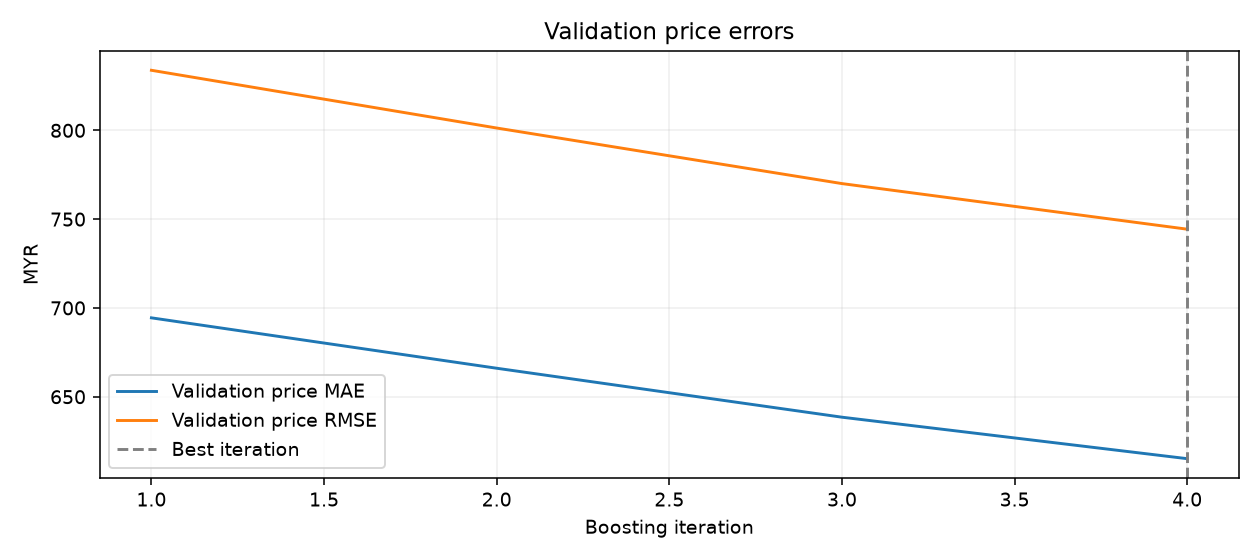 Validation price errors
MYR
800
750
700
650
Validation price MAE
Validation price RMSE
Best iteration
1.0 1.5 2.0 2.5 3.0 3.5 4.0
Boosting iteration